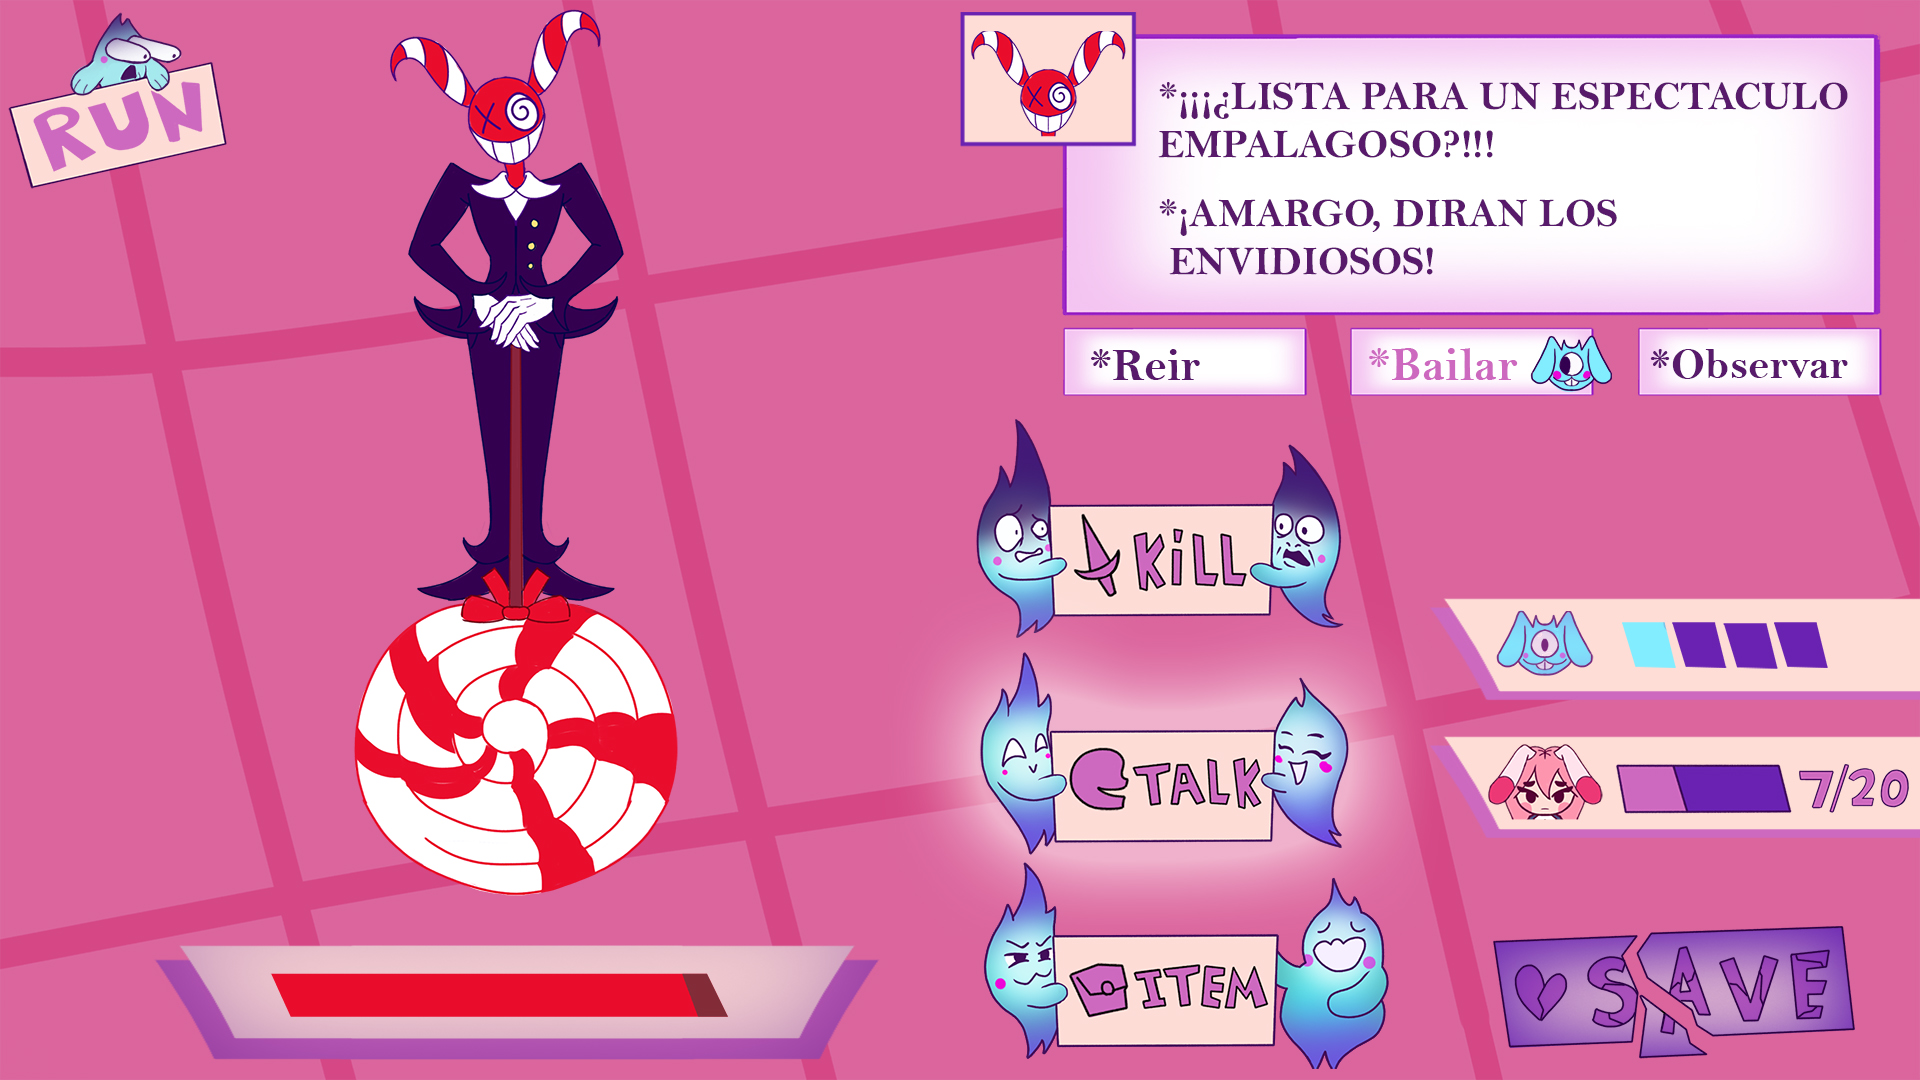 RUN
*¡¡¡¿LISTA PARA UN ESPECTACULO
EMPALAGOSO?!!!
*¡AMARGO, DIRAN LOS
ENVIDIOSOS!
*Reir
*Bailar
*Observar
KiLL
TALK
ITEM
7/20
SAVE